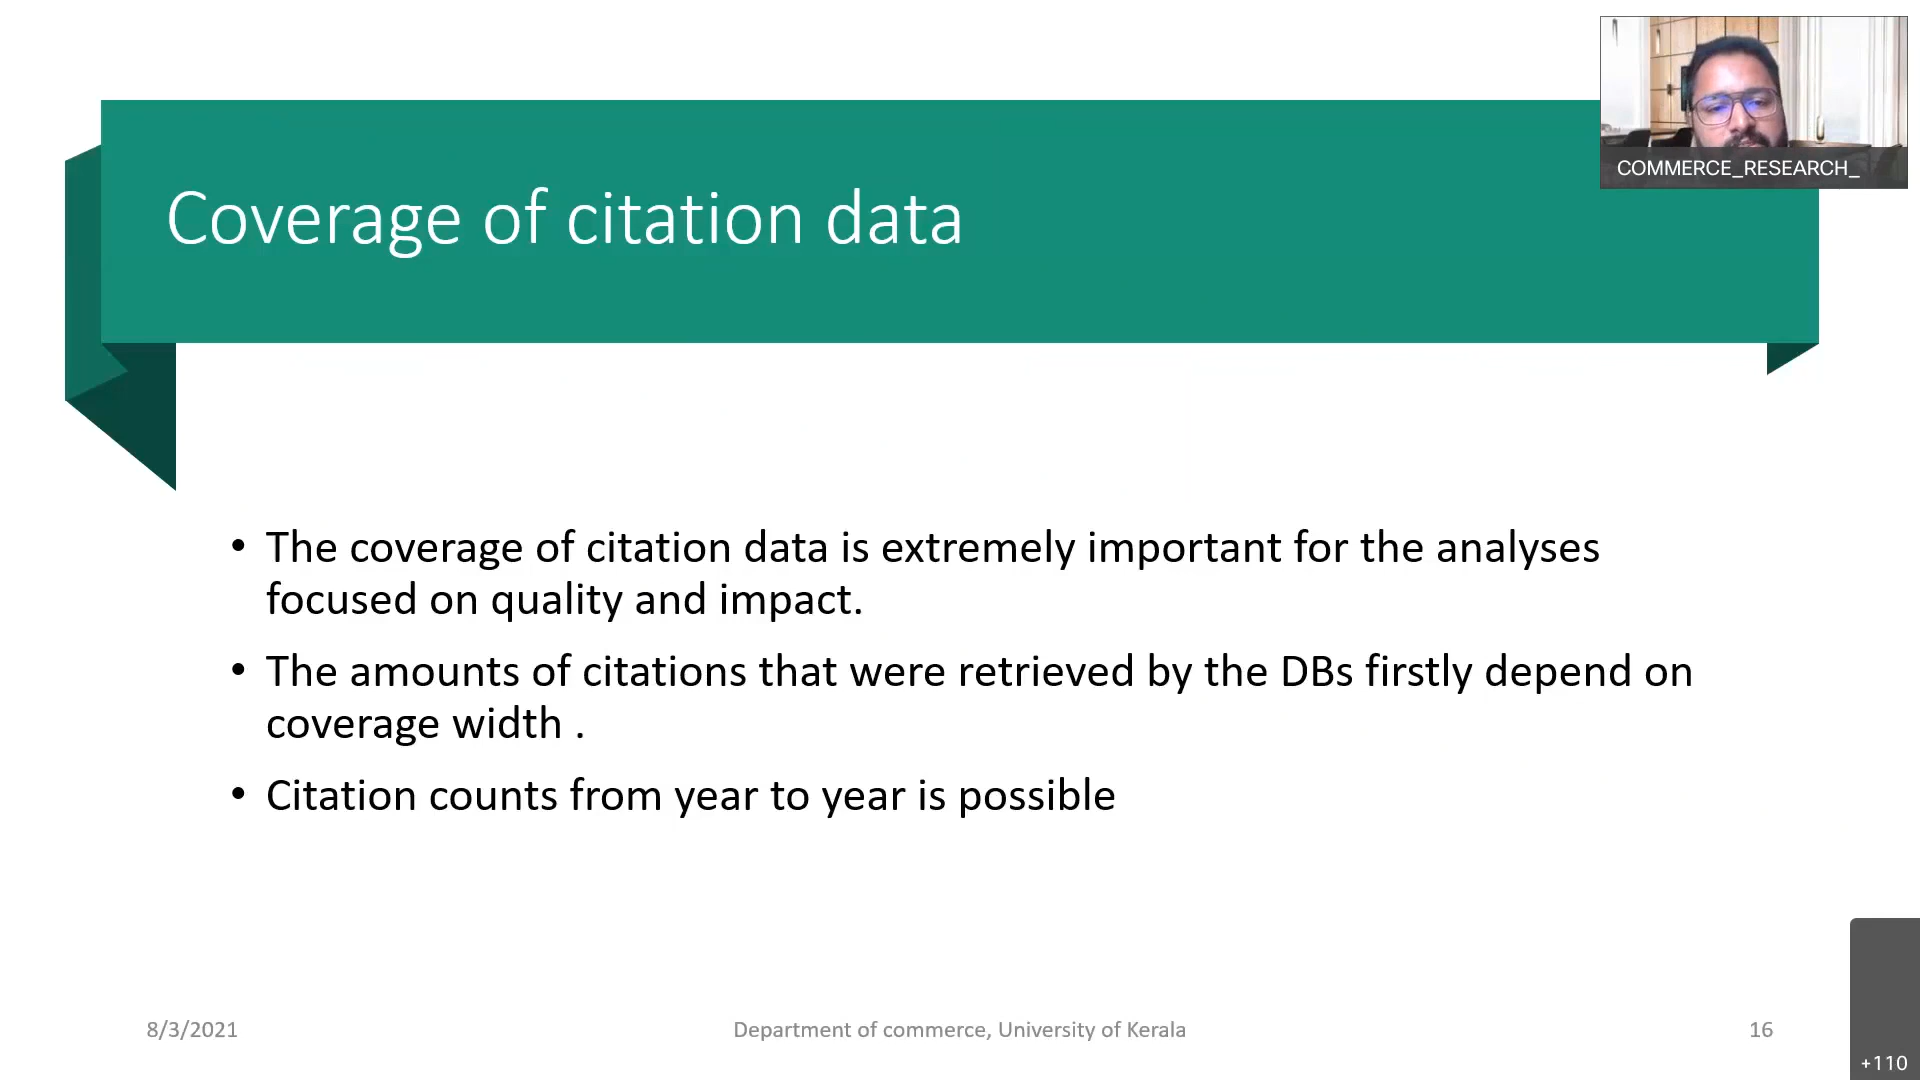 COMMERCE_RESEARCH_
Coverage of citation data
• The coverage of citation data is extremely important for the analyses
focused on quality and impact.
• The amounts of citations that were retrieved by the DBs firstly depend on
coverage width .
• Citation counts from year to year is possible
8/3/2021
Department of commerce, University of Kerala
16
+110